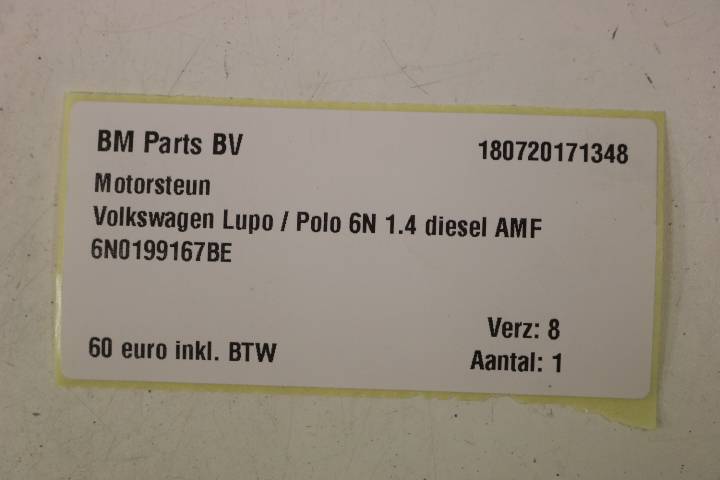 BM Parts BV
180720171348
Motorsteun
Volkswagen Lupo / Polo 6N 1.4 diesel AMF
6N0199167BE
Verz: 8
60 euro inkl. BTW
Aantal: 1